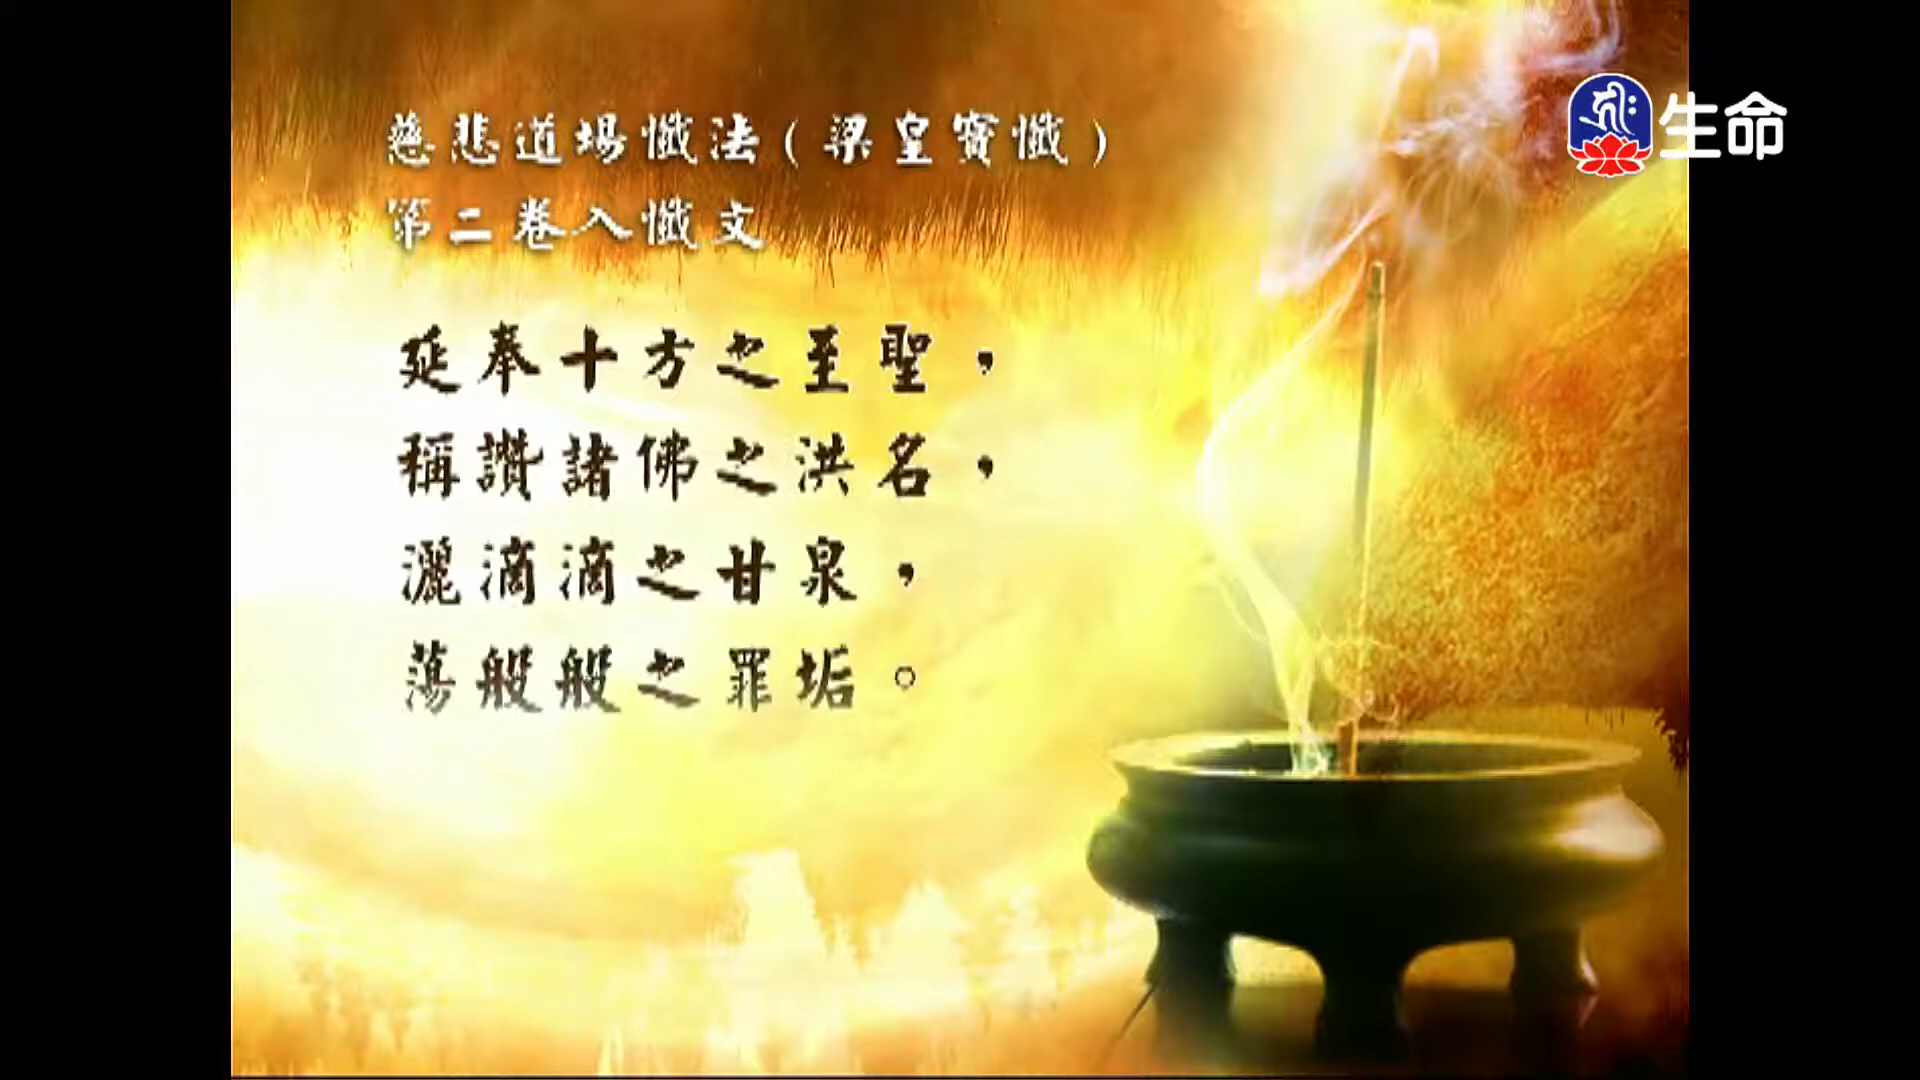 慈悲道場懺法(梁皇寶懺)
第二卷入懺文
延奉十方之至聖，
稱讚諸佛之洪名，
灑滴滴之甘泉，
蕩般般之罪垢。
生命